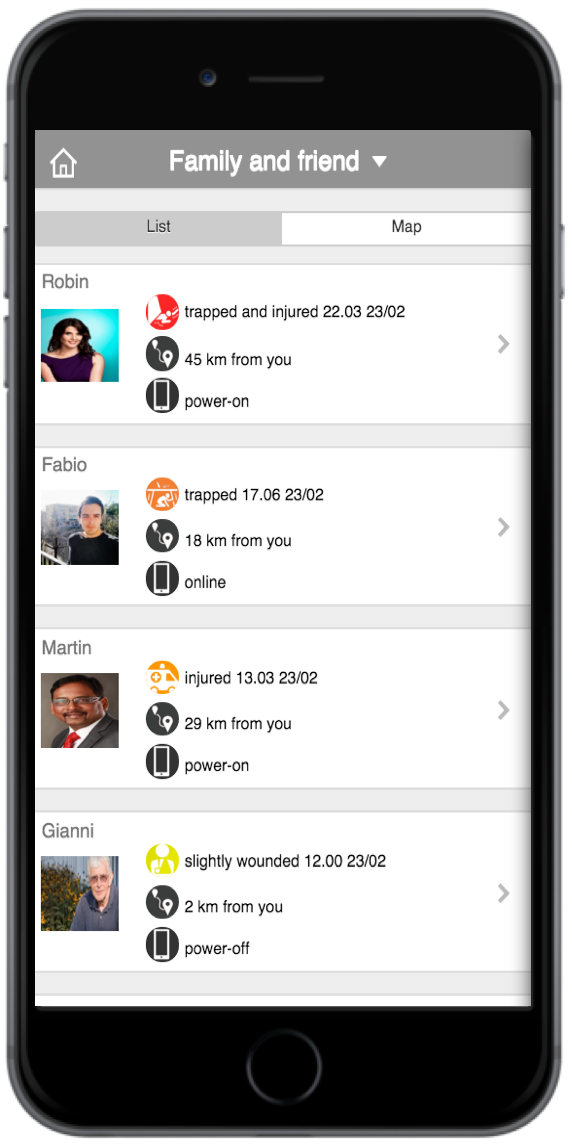 Family and friend
List
Map
Robin
trapped and injured 22.03 23/02
45 km from you
power-on
Fabio
trapped 17.06 23/02
18 km from you
online
Martin
injured 13.03 23/02
29 km from you
power-on
Gianni
slightly wounded 12.00 23/02
2 km from you
power-off